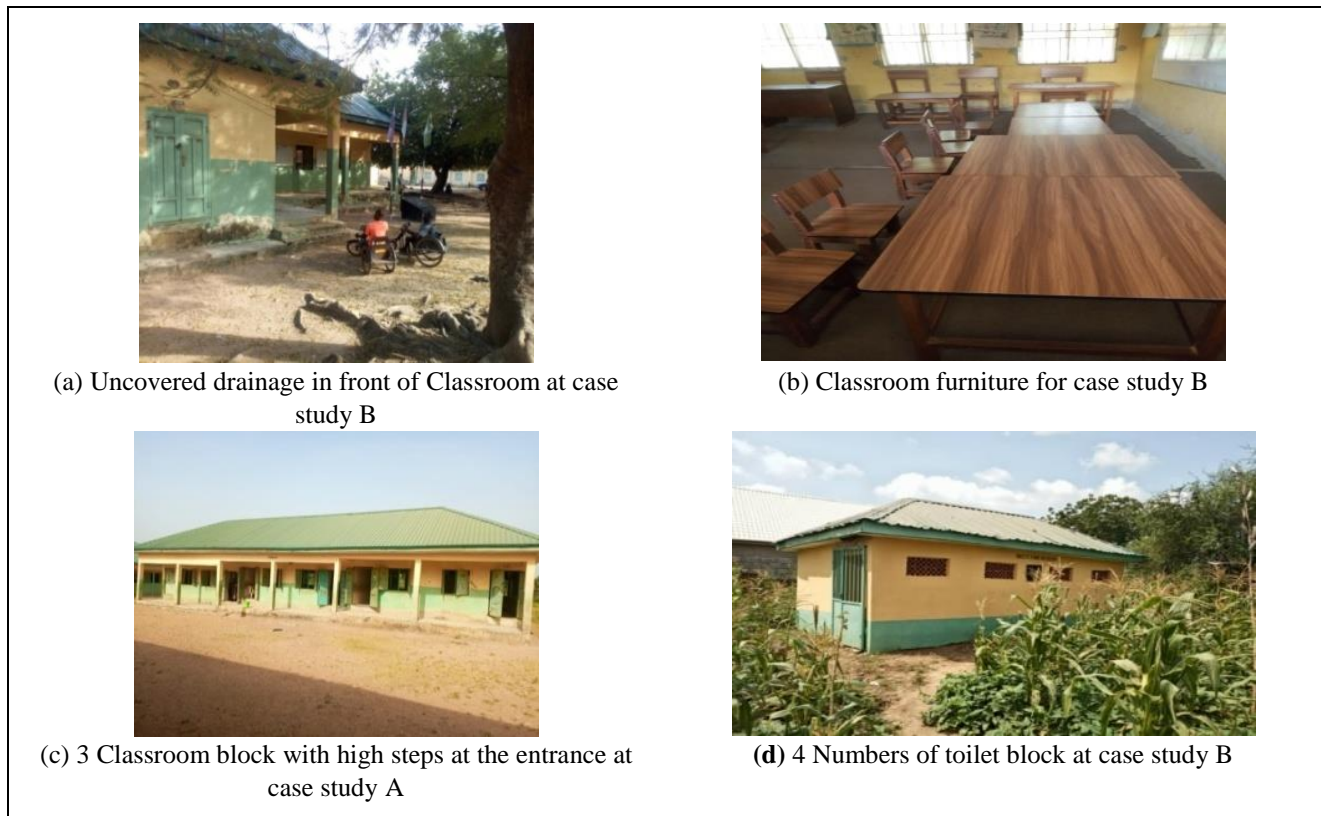 (a) Uncovered drainage in front of Classroom at case
study B
(b) Classroom furniture for case study B
(c) 3 Classroom block with high steps at the entrance at
case study A
(d) 4 Numbers of toilet block at case study B